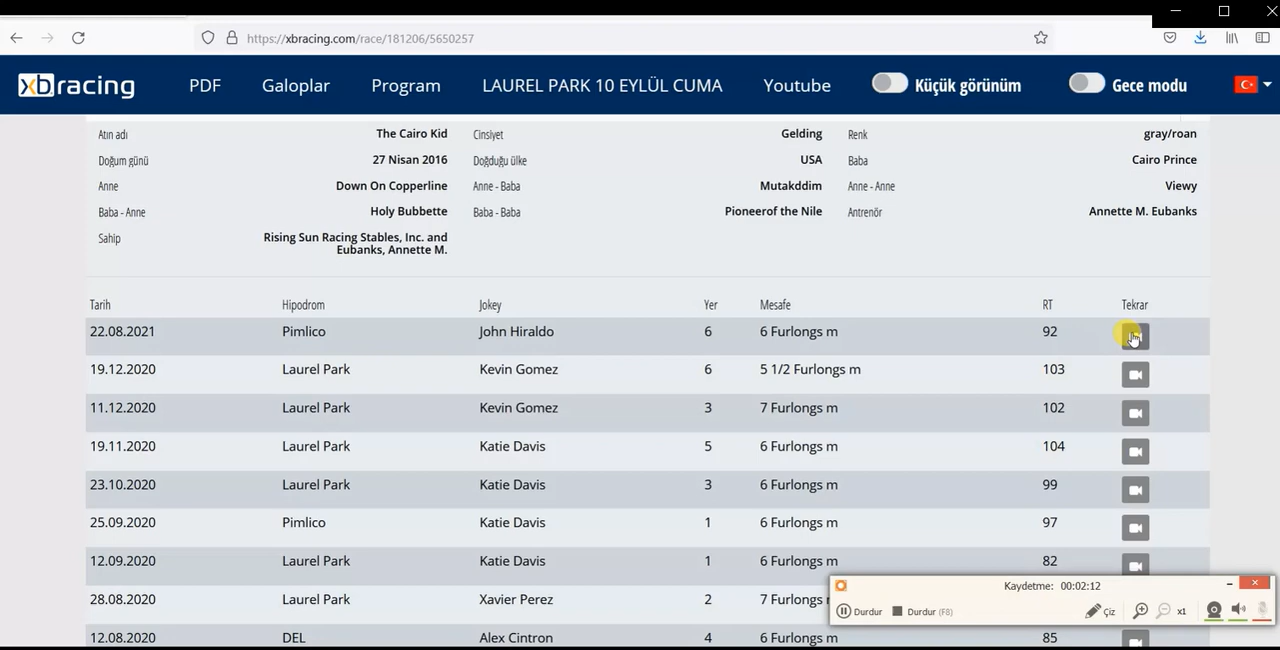 https://xbracing.com/race/181206/5650257
xbracing PDF Galoplar Program LAUREL PARK 10 EYLÜL CUMA Youtube Küçük görünüm Gece modu
Atın adı The Cairo Kid Cinsiyet Gelding Renk gray/roan
Doğum günü 27 Nisan 2016 Doğduğu ülke USA Baba Cairo Prince
Anne Down On Copperline Anne - Baba Mutakddim Anne - Anne Viewy
Baba - Anne Holy Bubbette Baba - Baba Pioneerof the Nile Antrenör Annette M. Eubanks
Sahip Rising Sun Racing Stables, Inc. and
Eubanks, Annette M.
Tarih Hipodrom Jokey Yer Mesafe RT Tekrar
22.08.2021 Pimlico John Hiraldo 6 6 Furlongs m 92
19.12.2020 Laurel Park Kevin Gomez 6 5 1/2 Furlongs m 103
11.12.2020 Laurel Park Kevin Gomez 3 7 Furlongs m 102
19.11.2020 Laurel Park Katie Davis 5 6 Furlongs m 104
23.10.2020 Laurel Park Katie Davis 3 6 Furlongs m 99
25.09.2020 Pimlico Katie Davis 1 6 Furlongs m 97
12.09.2020 Laurel Park Katie Davis 1 6 Furlongs m 82
28.08.2020 Laurel Park Xavier Perez 2 7 Furlongs
12.08.2020 DEL Alex Cintron 4 6 Furlongs m 85
Kaydetme: 00:02:12
Durdur Durdur (F8) Çiz x1